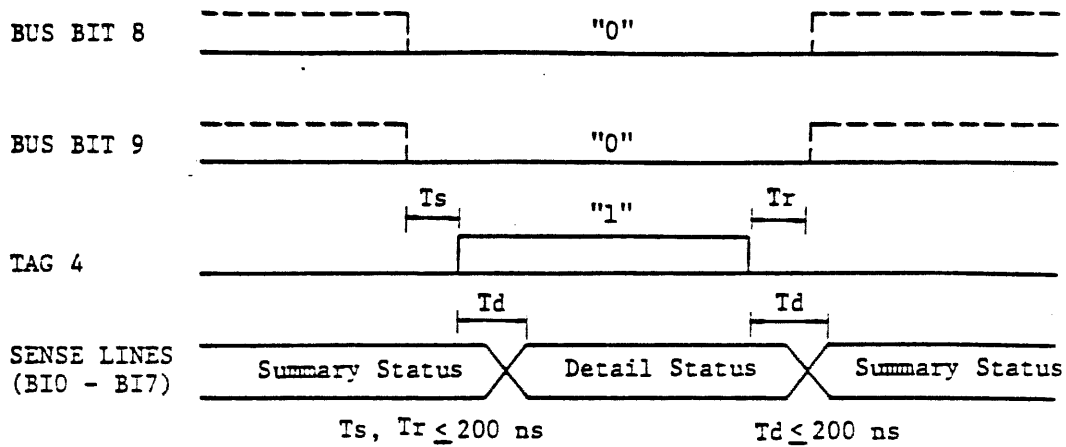 BUS BIT 8
"0"
BUS BIT 9
"0"
Ts
"1"
Tr
TAG 4
Td
Td
SENSE LINES
(BI0 - BI7)
Summary Status
Detail Status
Summary Status
Ts, Tr ≤ 200 ns
Td ≤ 200 ns